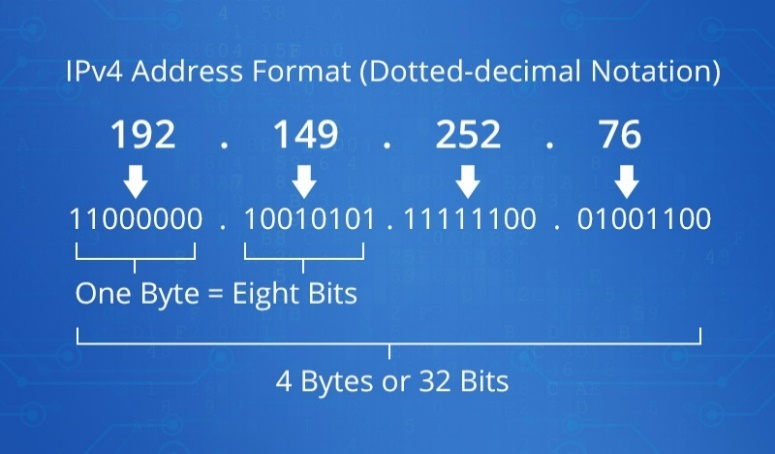 IPv4 Address Format (Dotted-decimal Notation)
192 . 149 . 252 . 76
11000000 . 10010101 . 11111100 . 01001100
One Byte = Eight Bits
4 Bytes or 32 Bits